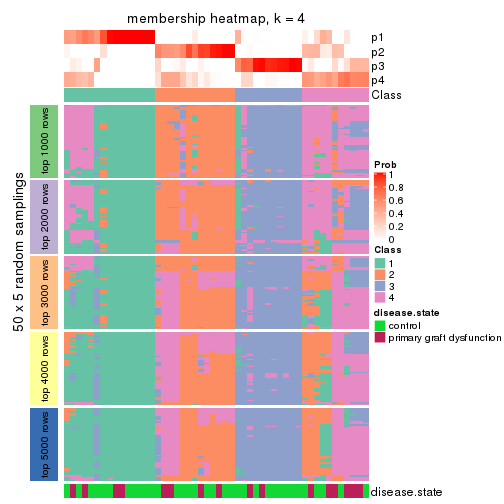 membership heatmap, k = 4
p1
p2
p3
p4
Class
50 x 5 random samplings
top 1000 rows
top 2000 rows
top 3000 rows
top 4000 rows
top 5000 rows
disease.state
Prob
1
0.8
0.6
0.4
0.2
0
Class
1
2
3
4
disease.state
control
primary graft dysfunction